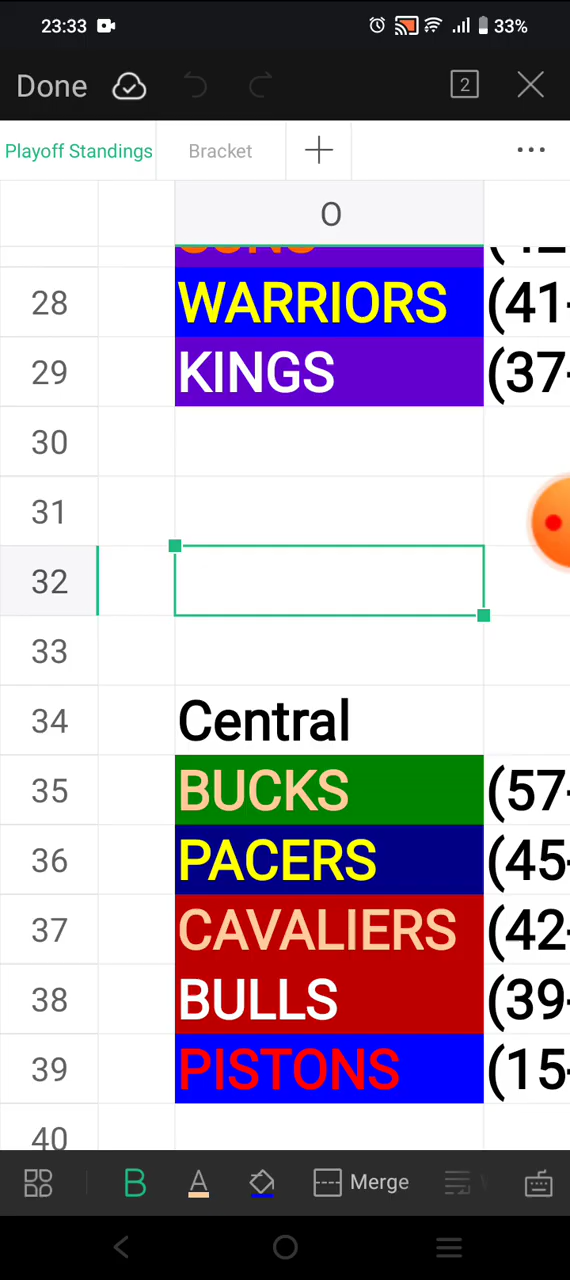 23:33 33%
Done 2
Playoff Standings Bracket
O
28 WARRIORS (41-
29 KINGS (37-
30
31
32
33
34 Central
35 BUCKS (57-
36 PACERS (45-
37 CAVALIERS (42-
38 BULLS (39-
39 PISTONS (15-
40
B A Merge